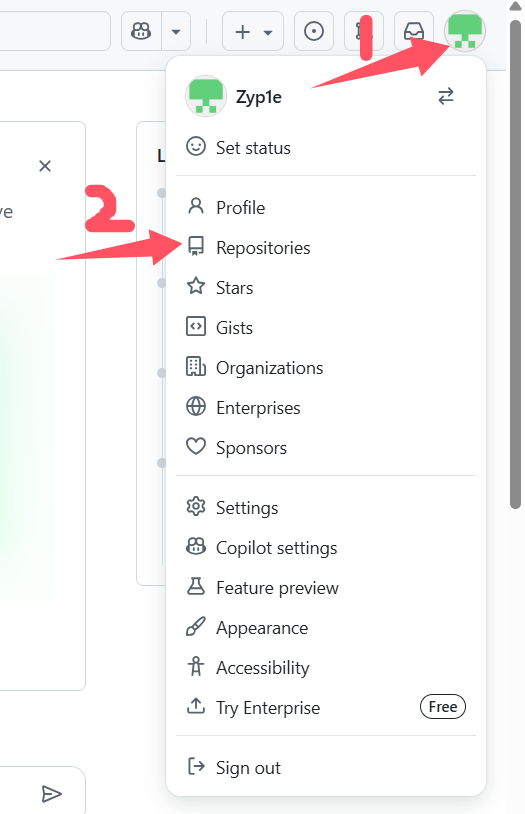 1
Zyp1e
L
Set status
ve
2
Profile
Repositories
Stars
Gists
Organizations
Enterprises
Sponsors
Settings
Copilot settings
Feature preview
Appearance
Accessibility
Try Enterprise Free
Sign out